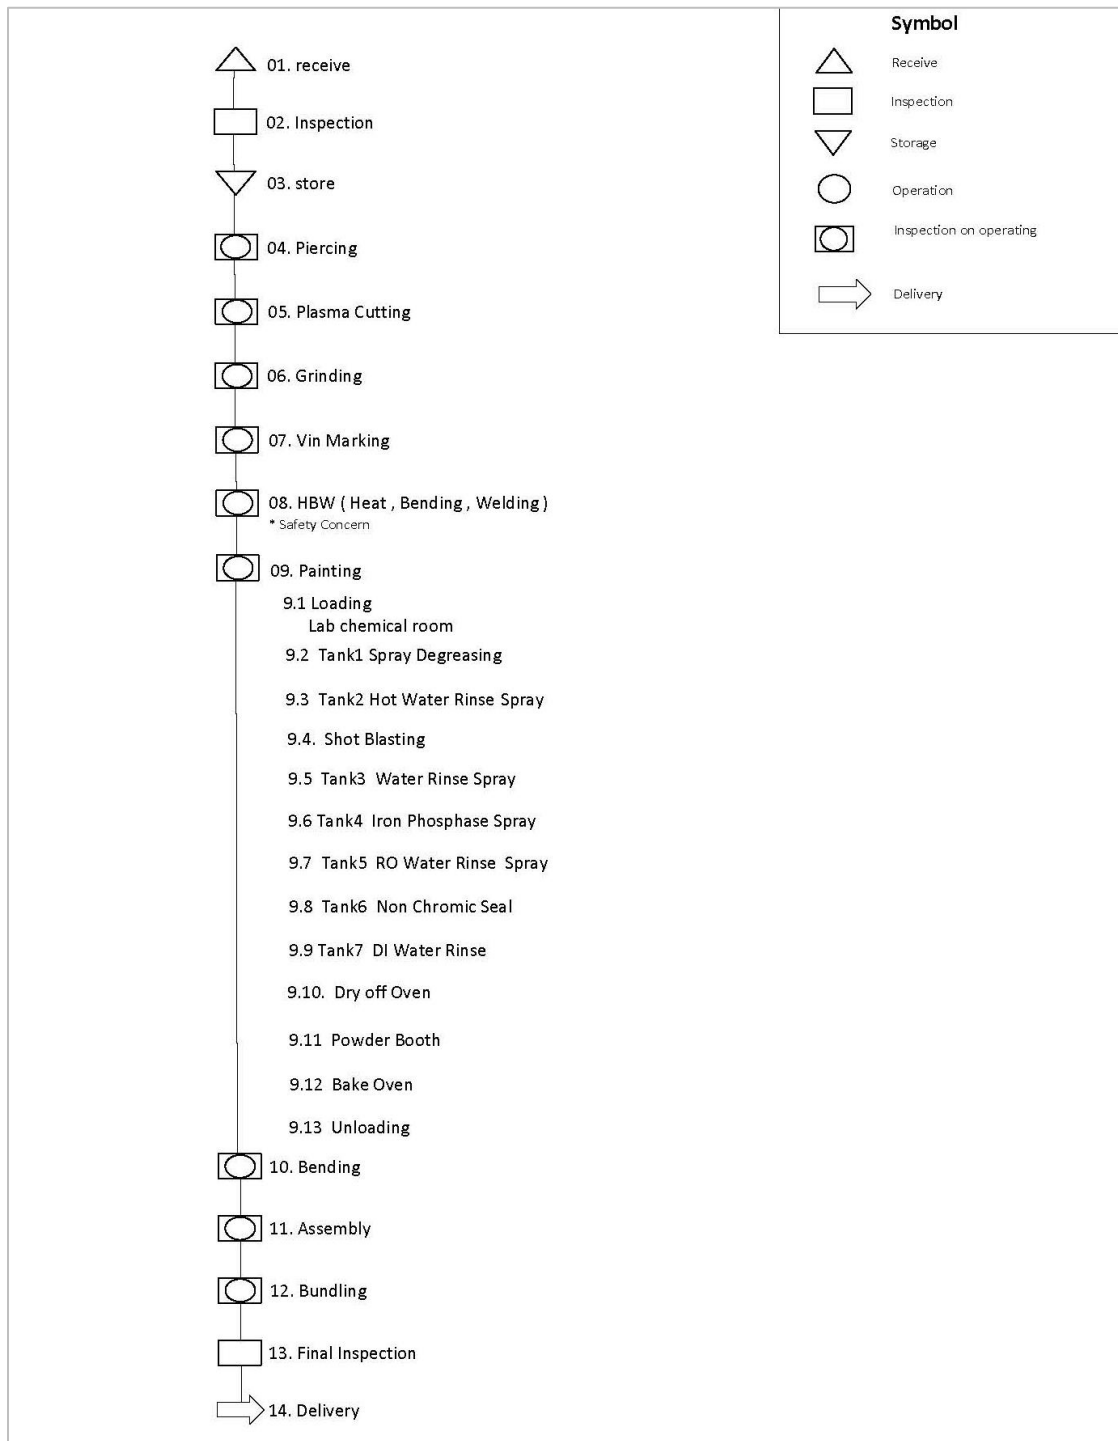 Symbol
Receive
Inspection
Storage
Operation
Inspection on operating
Delivery
01. receive
02. Inspection
03. store
04. Piercing
05. Plasma Cutting
06. Grinding
07. Vin Marking
08. HBW ( Heat , Bending , Welding )
* Safety Concern
09. Painting
9.1 Loading
Lab chemical room
9.2 Tank1 Spray Degreasing
9.3 Tank2 Hot Water Rinse Spray
9.4. Shot Blasting
9.5 Tank3 Water Rinse Spray
9.6 Tank4 Iron Phosphase Spray
9.7 Tank5 RO Water Rinse Spray
9.8 Tank6 Non Chromic Seal
9.9 Tank7 DI Water Rinse
9.10. Dry off Oven
9.11 Powder Booth
9.12 Bake Oven
9.13 Unloading
10. Bending
11. Assembly
12. Bundling
13. Final Inspection
14. Delivery